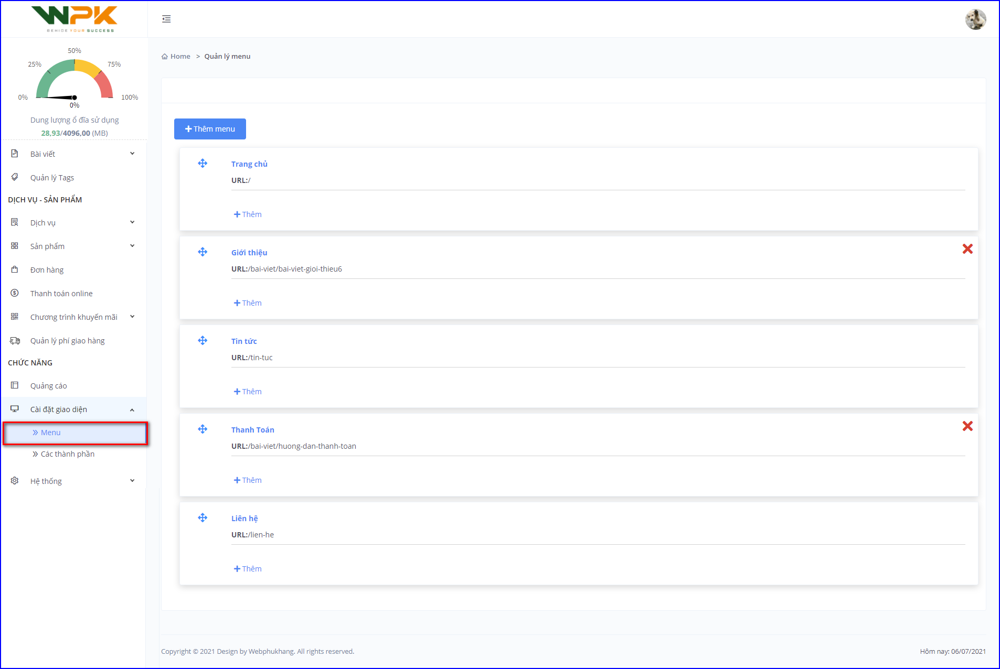 WPK
BEHIDE YOUR SUCCESS
50%
25%
75%
0%
100%
0%
Dung lượng ổ đĩa sử dụng
28,93/4096,00 (MB)
Bài viết
Quản lý Tags
DỊCH VỤ - SẢN PHẨM
Dịch vụ
Sản phẩm
Đơn hàng
Thanh toán online
Chương trình khuyến mãi
Quản lý phí giao hàng
CHỨC NĂNG
Quảng cáo
Cài đặt giao diện
» Menu
» Các thành phần
Hệ thống
Home > Quản lý menu
+ Thêm menu
Trang chủ
URL:/
+ Thêm
Giới thiệu
URL:/bai-viet/bai-viet-gioi-thieu6
+ Thêm
Tin tức
URL:/tin-tuc
+ Thêm
Thanh Toán
URL:/bai-viet/huong-dan-thanh-toan
+ Thêm
Liên hệ
URL:/lien-he
+ Thêm
Copyright © 2021 Design by Webphukhang. All rights reserved.
Hôm nay: 06/07/2021